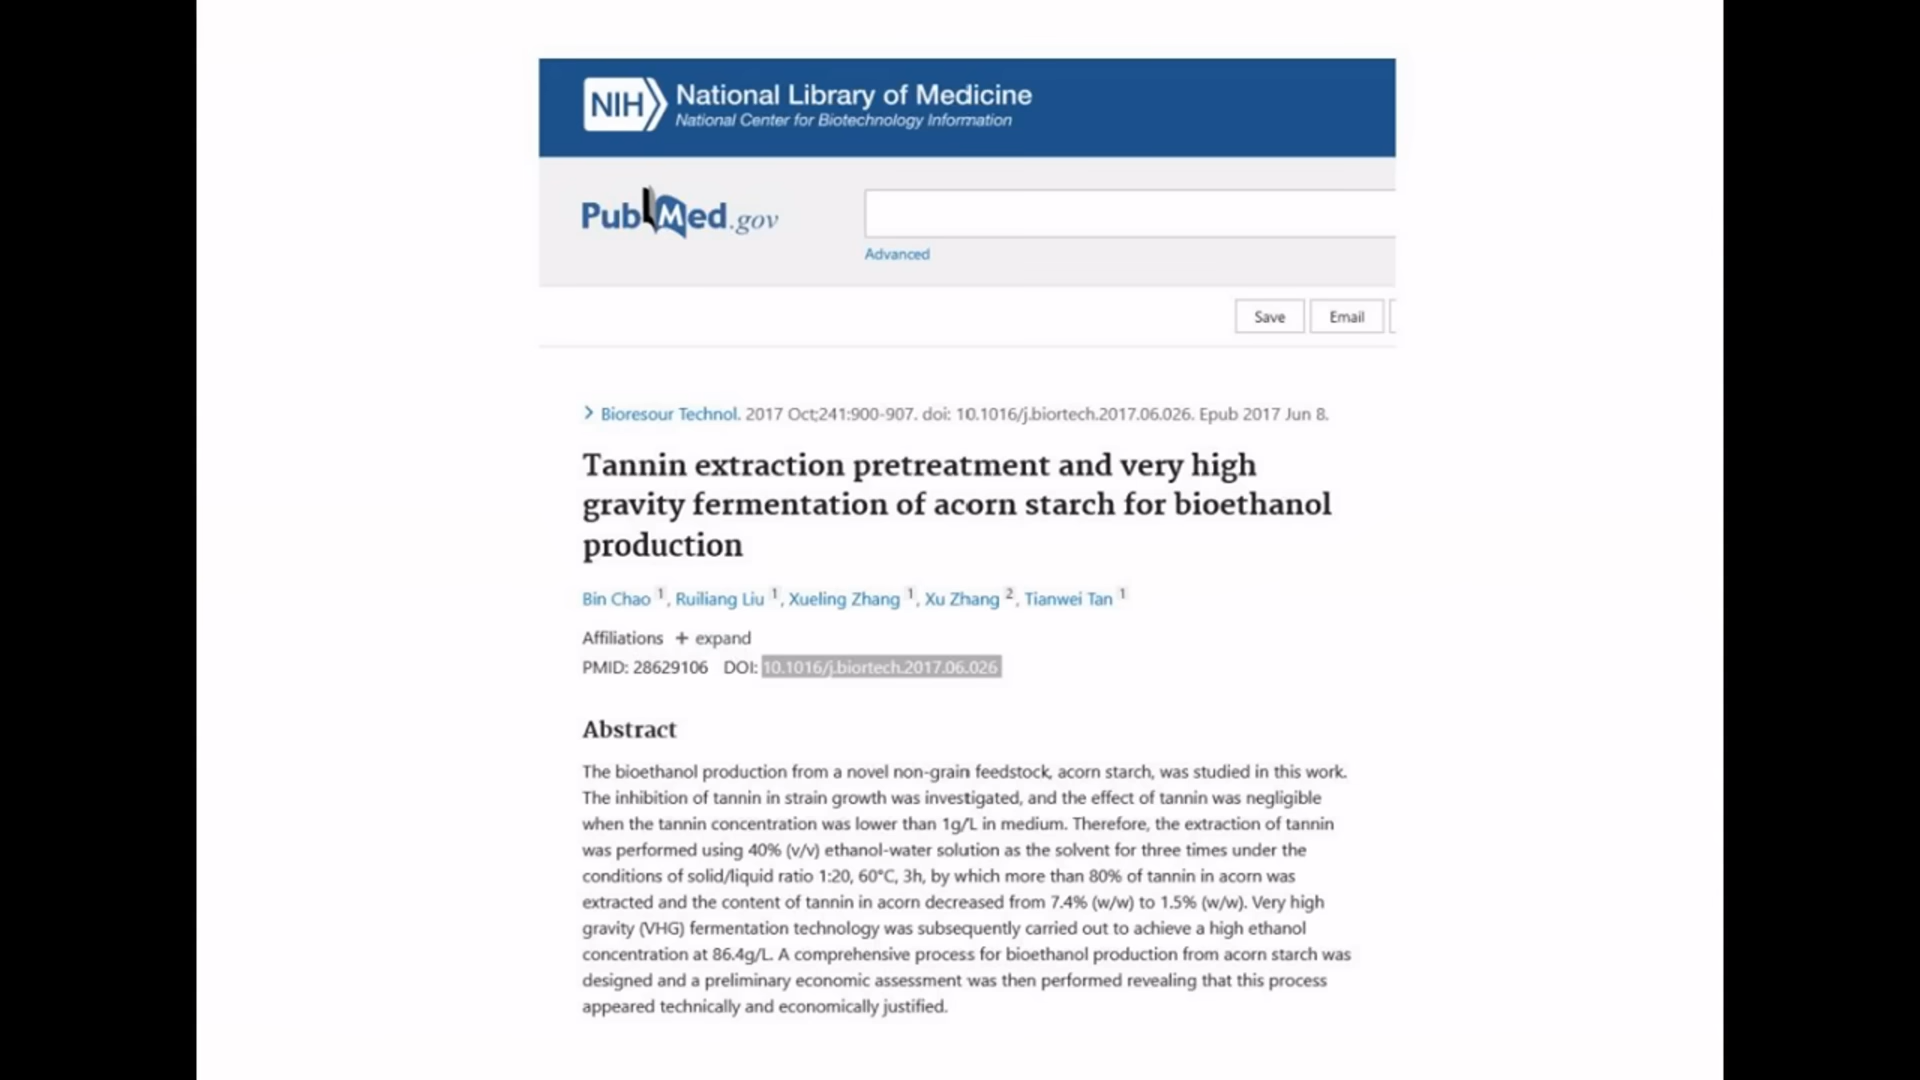 NIH National Library of Medicine
National Center for Biotechnology Information
PubMed.gov
Advanced
Save Email
> Bioresour Technol. 2017 Oct;241:900-907. doi: 10.1016/j.biortech.2017.06.026. Epub 2017 Jun 8.
Tannin extraction pretreatment and very high
gravity fermentation of acorn starch for bioethanol
production
Bin Chao 1, Ruiliang Liu 1, Xueling Zhang 1, Xu Zhang 2, Tianwei Tan 1
Affiliations + expand
PMID: 28629106 DOI: 10.1016/j.biortech.2017.06.026
Abstract
The bioethanol production from a novel non-grain feedstock, acorn starch, was studied in this work.
The inhibition of tannin in strain growth was investigated, and the effect of tannin was negligible
when the tannin concentration was lower than 1g/L in medium. Therefore, the extraction of tannin
was performed using 40% (v/v) ethanol-water solution as the solvent for three times under the
conditions of solid/liquid ratio 1:20, 60°C, 3h, by which more than 80% of tannin in acorn was
extracted and the content of tannin in acorn decreased from 7.4% (w/w) to 1.5% (w/w). Very high
gravity (VHG) fermentation technology was subsequently carried out to achieve a high ethanol
concentration at 86.4g/L. A comprehensive process for bioethanol production from acorn starch was
designed and a preliminary economic assessment was then performed revealing that this process
appeared technically and economically justified.